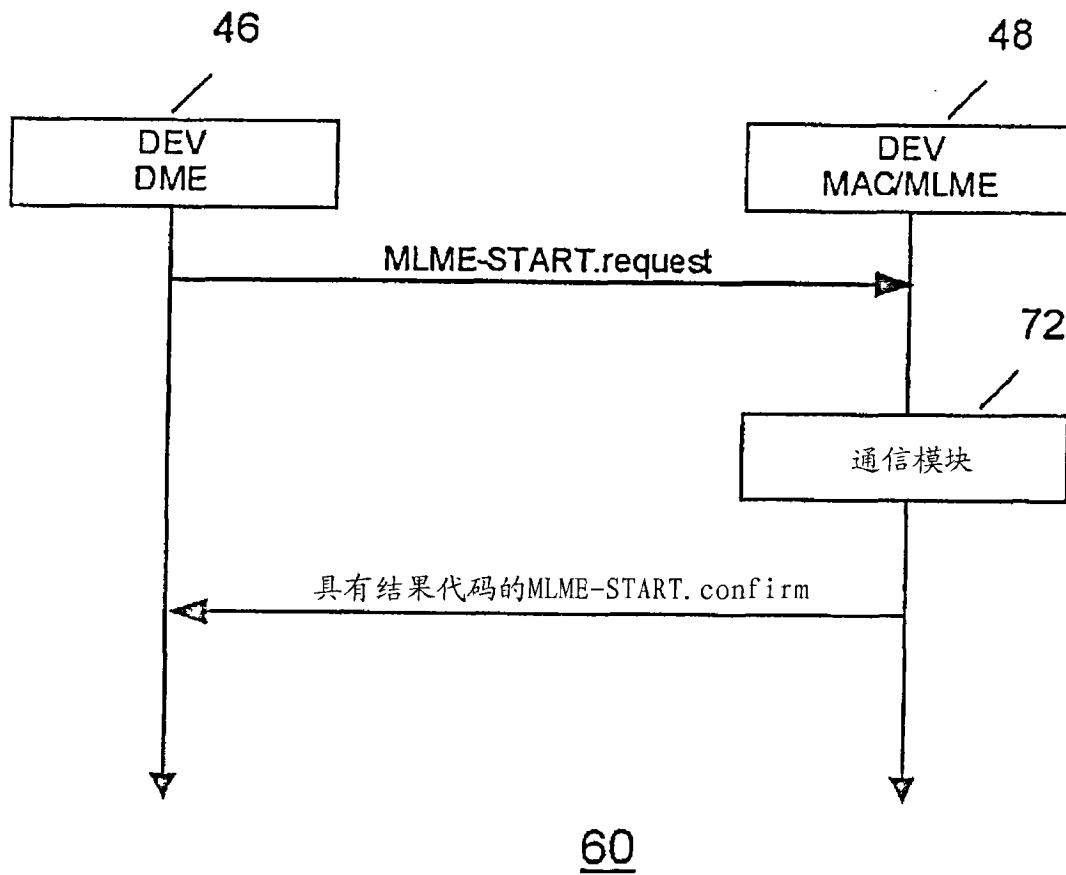 46
48
DEV
DME
DEV
MAC/MLME
MLME-START.request
72
通信模块
具有结果代码的MLME-START.confirm
60